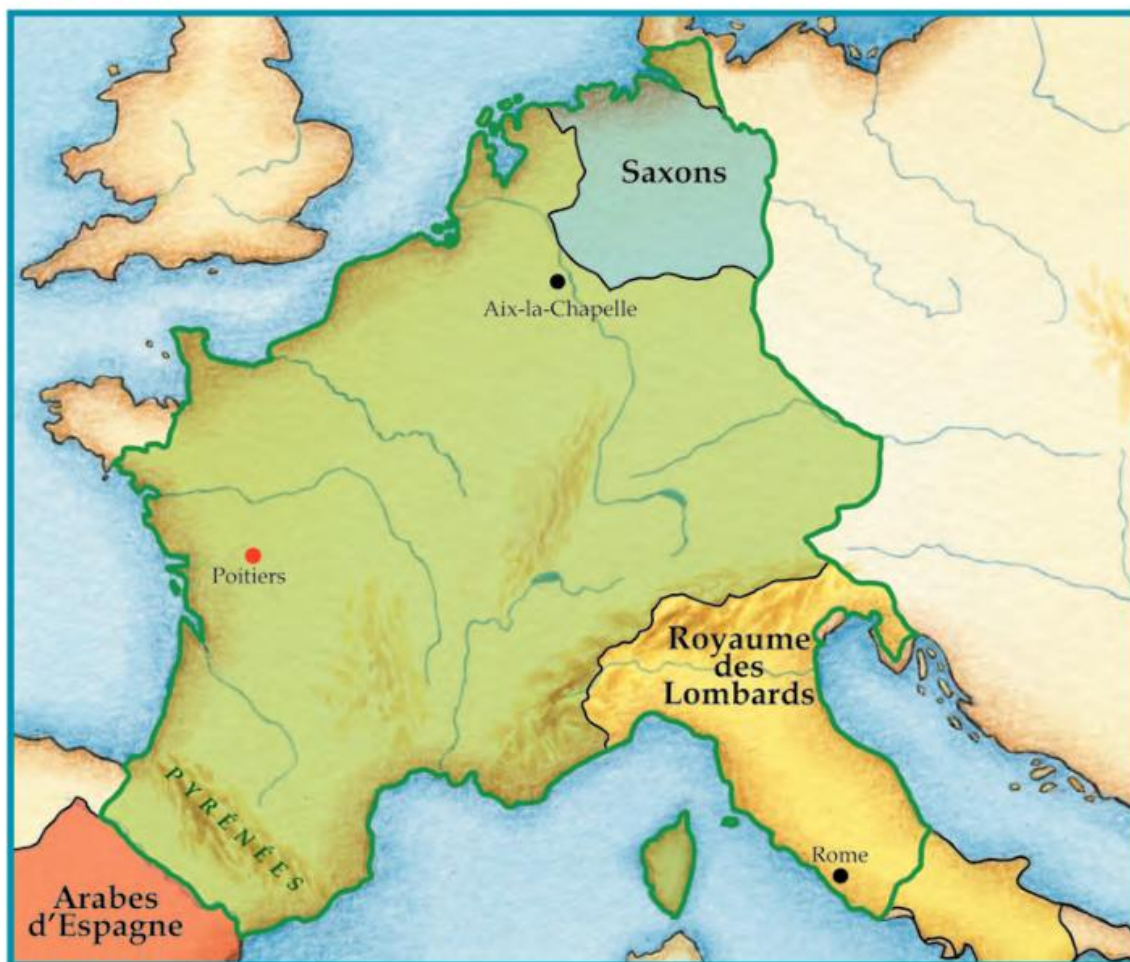 Saxons
Aix-la-Chapelle
Poitiers
Royaume
des
Lombards
PYRÉNÉES
Rome
Arabes
d'Espagne